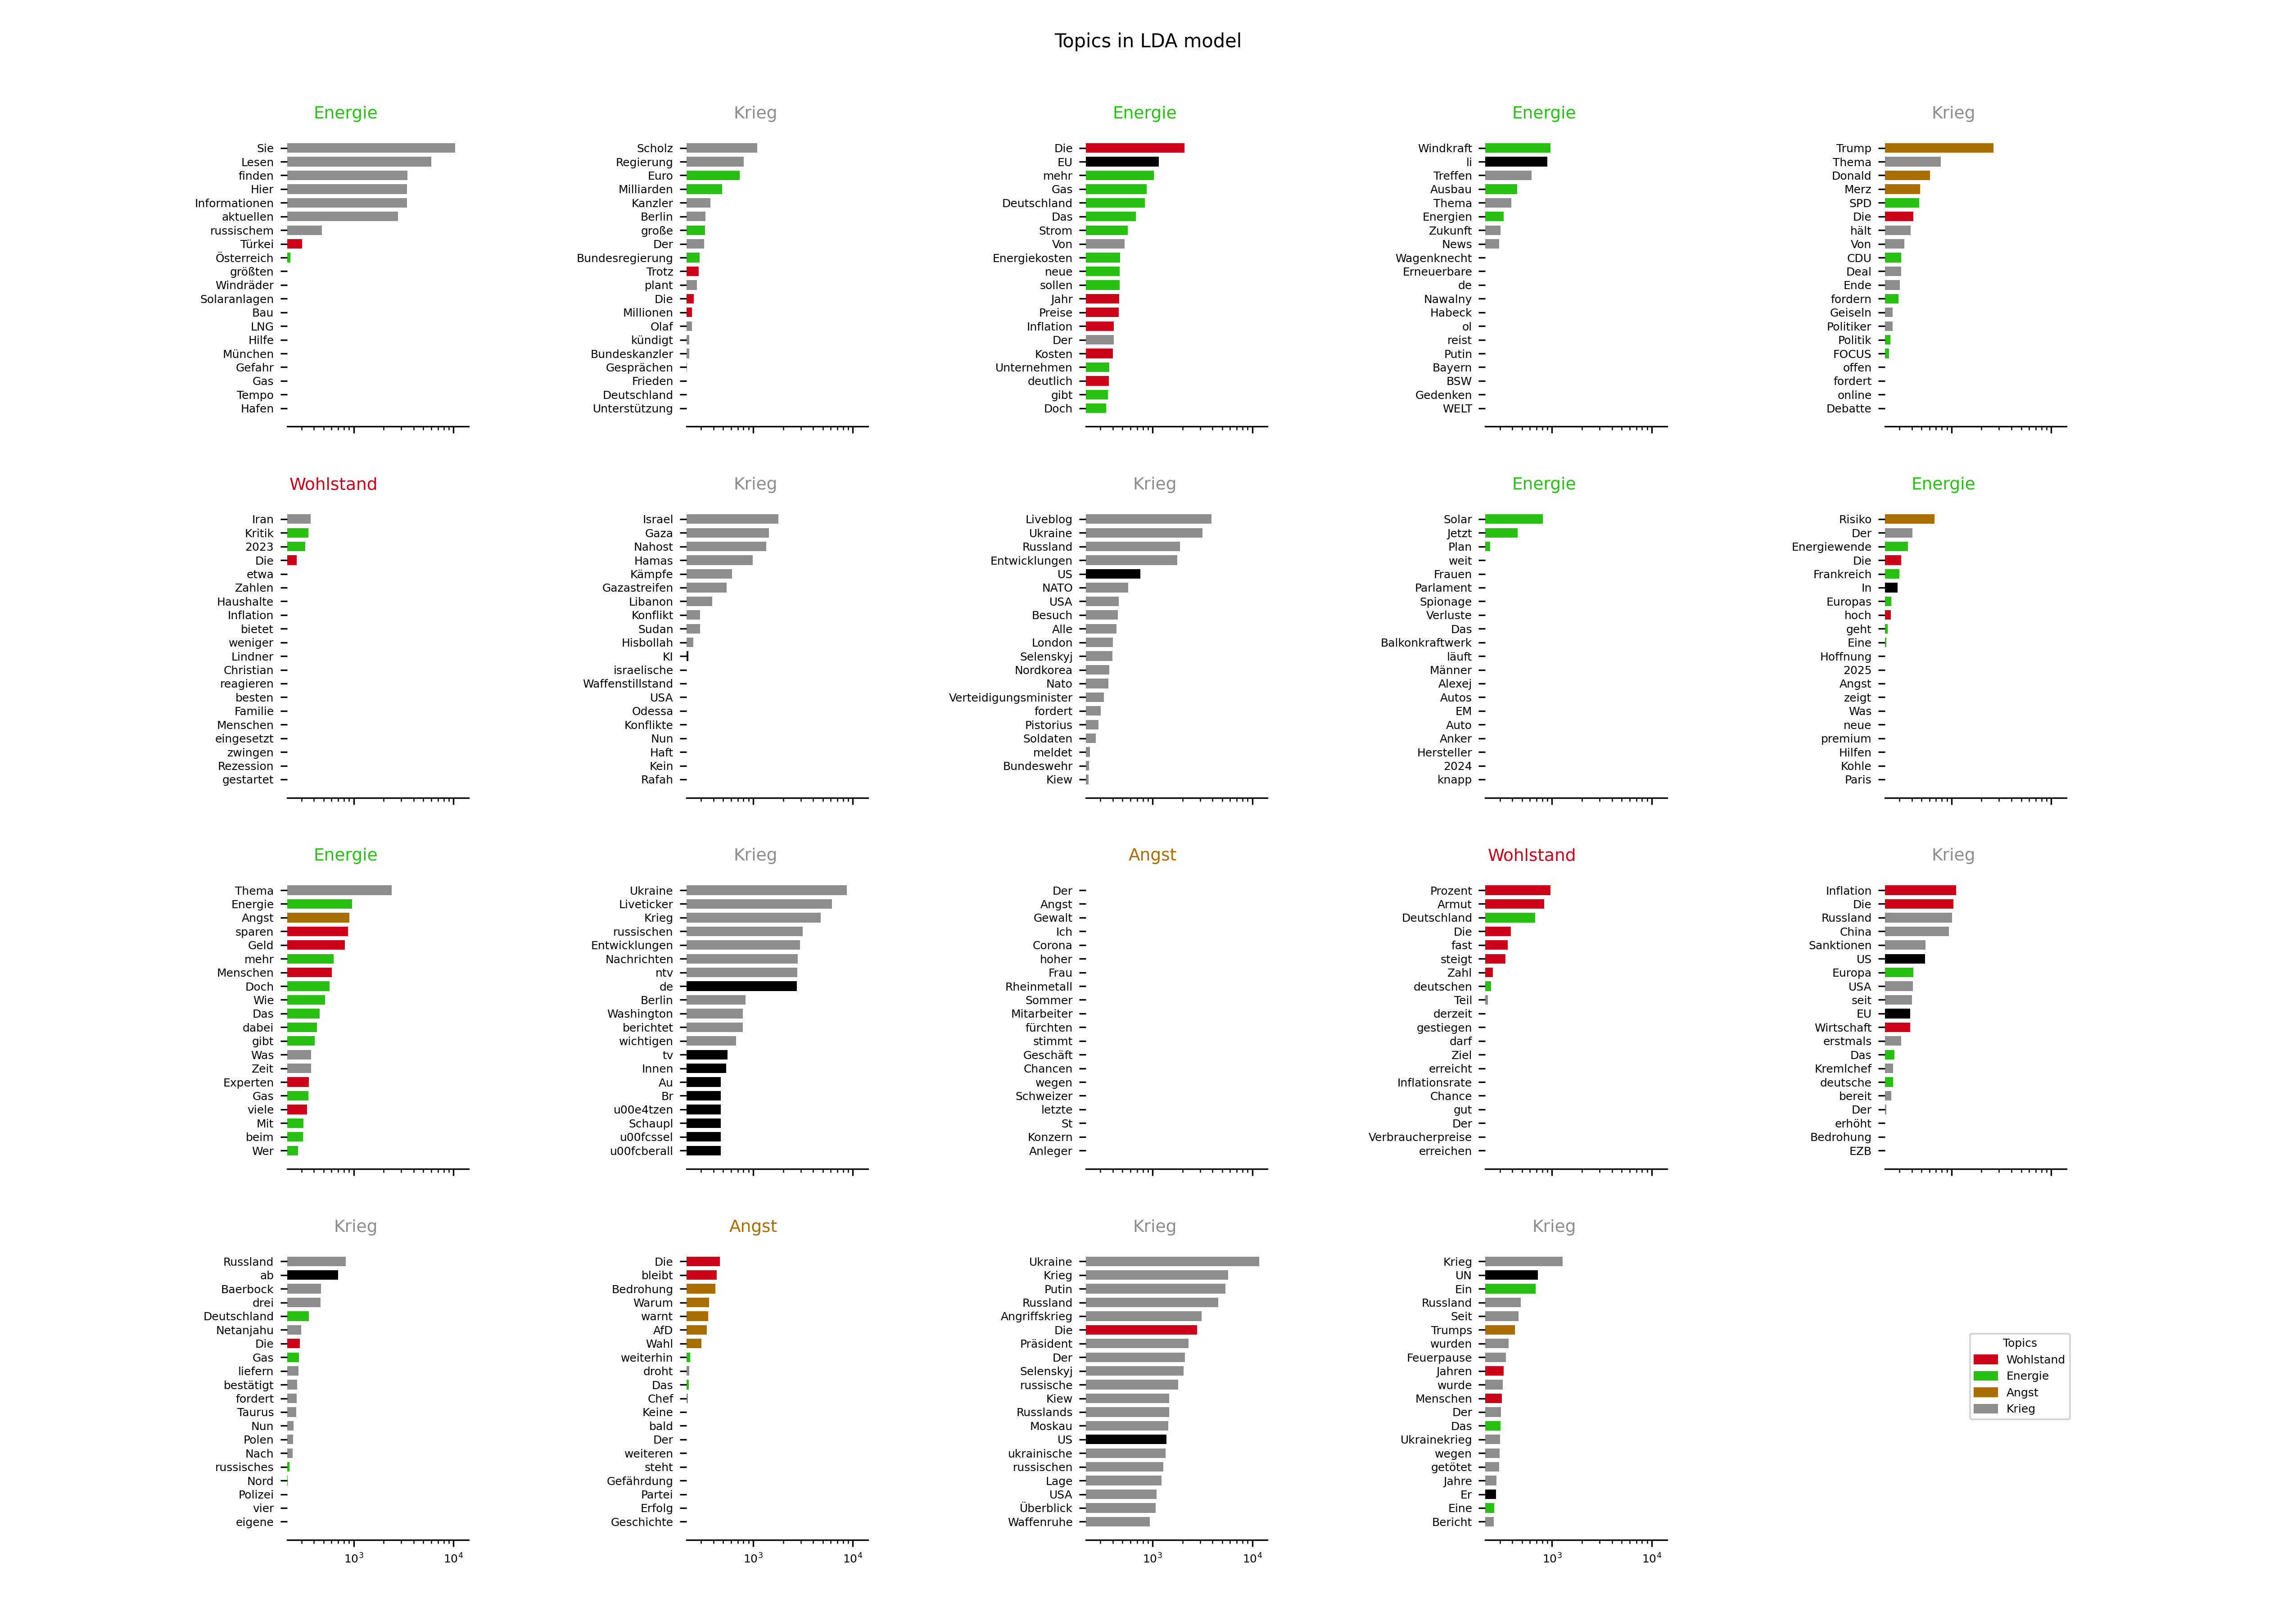 Topics in LDA model
Energie
Sie
Lesen
finden
Hier
Informationen
aktuellen
russischem
Türkei
Österreich
größten
Windräder
Solaranlagen
Bau
LNG
Hilfe
München
Gefahr
Gas
Tempo
Hafen
Krieg
Scholz
Regierung
Euro
Milliarden
Kanzler
Berlin
große
Der
Bundesregierung
Trotz
plant
Die
Millionen
Olaf
kündigt
Bundeskanzler
Gesprächen
Frieden
Deutschland
Unterstützung
Energie
Die
EU
mehr
Gas
Deutschland
Das
Strom
Von
Energiekosten
neue
sollen
Jahr
Preise
Inflation
Der
Kosten
Unternehmen
deutlich
gibt
Doch
Energie
Windkraft
li
Treffen
Ausbau
Thema
Energien
Zukunft
News
Wagenknecht
Erneuerbare
de
Nawalny
Habeck
ol
reist
Putin
Bayern
BSW
Gedenken
WELT
Krieg
Trump
Thema
Donald
Merz
SPD
Die
hält
Von
CDU
Deal
Ende
fordern
Geiseln
Politiker
Politik
FOCUS
offen
fordert
online
Debatte
Wohlstand
Iran
Kritik
2023
Die
etwa
Zahlen
Haushalte
Inflation
bietet
weniger
Lindner
Christian
reagieren
besten
Familie
Menschen
eingesetzt
zwingen
Rezession
gestartet
Krieg
Israel
Gaza
Nahost
Hamas
Kämpfe
Gazastreifen
Libanon
Konflikt
Sudan
Hisbollah
KI
israelische
Waffenstillstand
USA
Odessa
Konflikte
Nun
Haft
Kein
Rafah
Krieg
Liveblog
Ukraine
Russland
Entwicklungen
US
NATO
USA
Besuch
Alle
London
Selenskyj
Nordkorea
Nato
Verteidigungsminister
fordert
Pistorius
Soldaten
meldet
Bundeswehr
Kiew
Energie
Solar
Jetzt
Plan
weit
Frauen
Parlament
Spionage
Verluste
Das
Balkonkraftwerk
läuft
Männer
Alexej
Autos
EM
Auto
Anker
Hersteller
2024
knapp
Energie
Risiko
Der
Energiewende
Die
Frankreich
In
Europas
hoch
geht
Eine
Hoffnung
2025
Angst
zeigt
Was
neue
premium
Hilfen
Kohle
Paris
Energie
Thema
Energie
Angst
sparen
Geld
mehr
Menschen
Doch
Wie
Das
dabei
gibt
Was
Zeit
Experten
Gas
viele
Mit
beim
Wer
Krieg
Ukraine
Liveticker
Krieg
russischen
Entwicklungen
Nachrichten
ntv
de
Berlin
Washington
berichtet
wichtigen
tv
Innen
Au
Br
u00e4tzen
Schaupl
u00fcssel
u00fcberall
Angst
Der
Angst
Gewalt
Ich
Corona
hoher
Frau
Rheinmetall
Sommer
Mitarbeiter
fürchten
stimmt
Geschäft
Chancen
wegen
Schweizer
letzte
St
Konzern
Anleger
Wohlstand
Prozent
Armut
Deutschland
Die
fast
steigt
Zahl
deutschen
Teil
derzeit
gestiegen
darf
Ziel
erreicht
Inflationsrate
Chance
gut
Der
Verbraucherpreise
erreichen
Krieg
Inflation
Die
Russland
China
Sanktionen
US
Europa
USA
seit
EU
Wirtschaft
erstmals
Das
Kremlchef
deutsche
bereit
Der
erhöht
Bedrohung
EZB
Krieg
Russland
ab
Baerbock
drei
Deutschland
Netanjahu
Die
Gas
liefern
bestätigt
fordert
Taurus
Nun
Polen
Nach
russisches
Nord
Polizei
vier
eigene
10³ 10⁴
Angst
Die
bleibt
Bedrohung
Warum
warnt
AfD
Wahl
weiterhin
droht
Das
Chef
Keine
bald
Der
weiteren
steht
Gefährdung
Partei
Erfolg
Geschichte
10³ 10⁴
Krieg
Ukraine
Krieg
Putin
Russland
Angriffskrieg
Die
Präsident
Der
Selenskyj
russische
Kiew
Russlands
Moskau
US
ukrainische
russischen
Lage
USA
Überblick
Waffenruhe
10³ 10⁴
Krieg
Krieg
UN
Ein
Russland
Seit
Trumps
wurden
Feuerpause
Jahren
wurde
Menschen
Der
Das
Ukrainekrieg
wegen
getötet
Jahre
Er
Eine
Bericht
10³ 10⁴
Topics
Wohlstand
Energie
Angst
Krieg